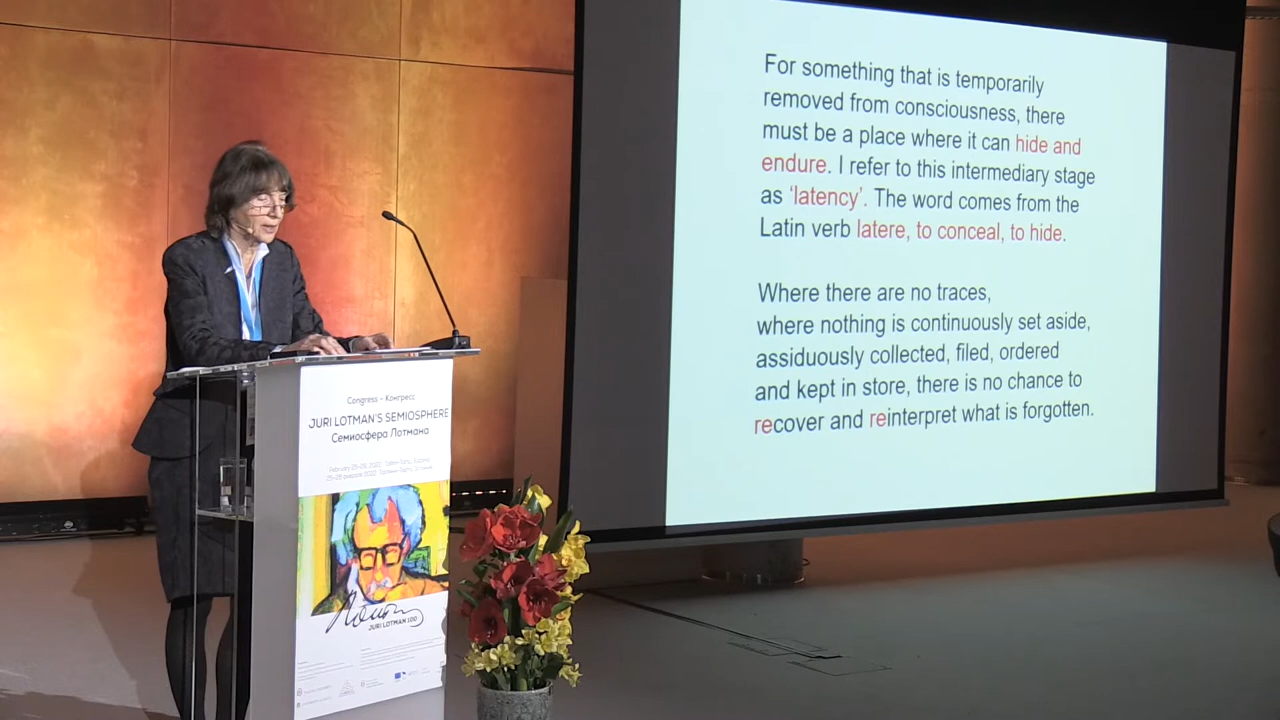 For something that is temporarily
removed from consciousness, there
must be a place where it can hide and
endure. I refer to this intermediary stage
as ‘latency’. The word comes from the
Latin verb latere, to conceal, to hide.
Where there are no traces,
where nothing is continuously set aside,
assiduously collected, filed, ordered
and kept in store, there is no chance to
recover and reinterpret what is forgotten.
Congress - Конгресс
JURI LOTMAN'S SEMIOSPHERE
Семиосфера Лотмана
JURI LOTMAN 100